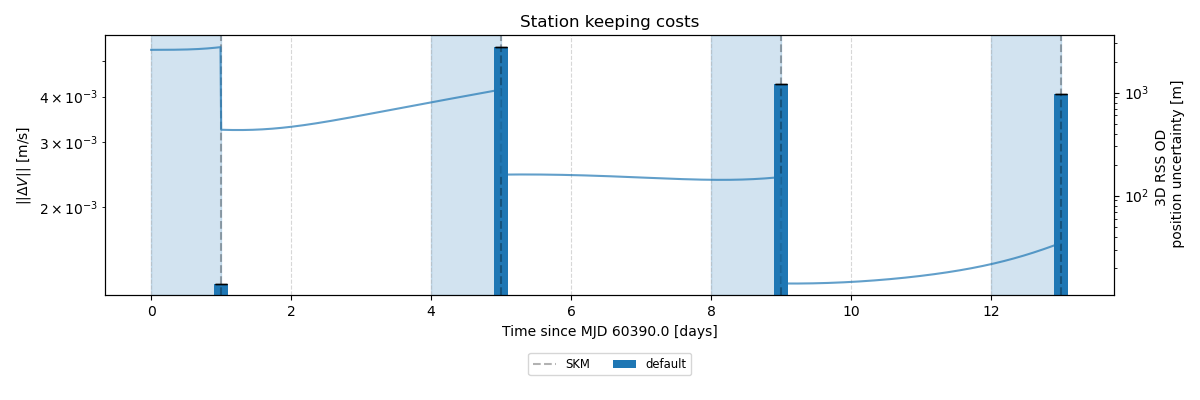 Station keeping costs
||ΔV|| [m/s]
4 × 10⁻³
3 × 10⁻³
2 × 10⁻³
10³
10²
3D RSS OD
position uncertainty [m]
0 2 4 6 8 10 12
Time since MJD 60390.0 [days]
SKM default